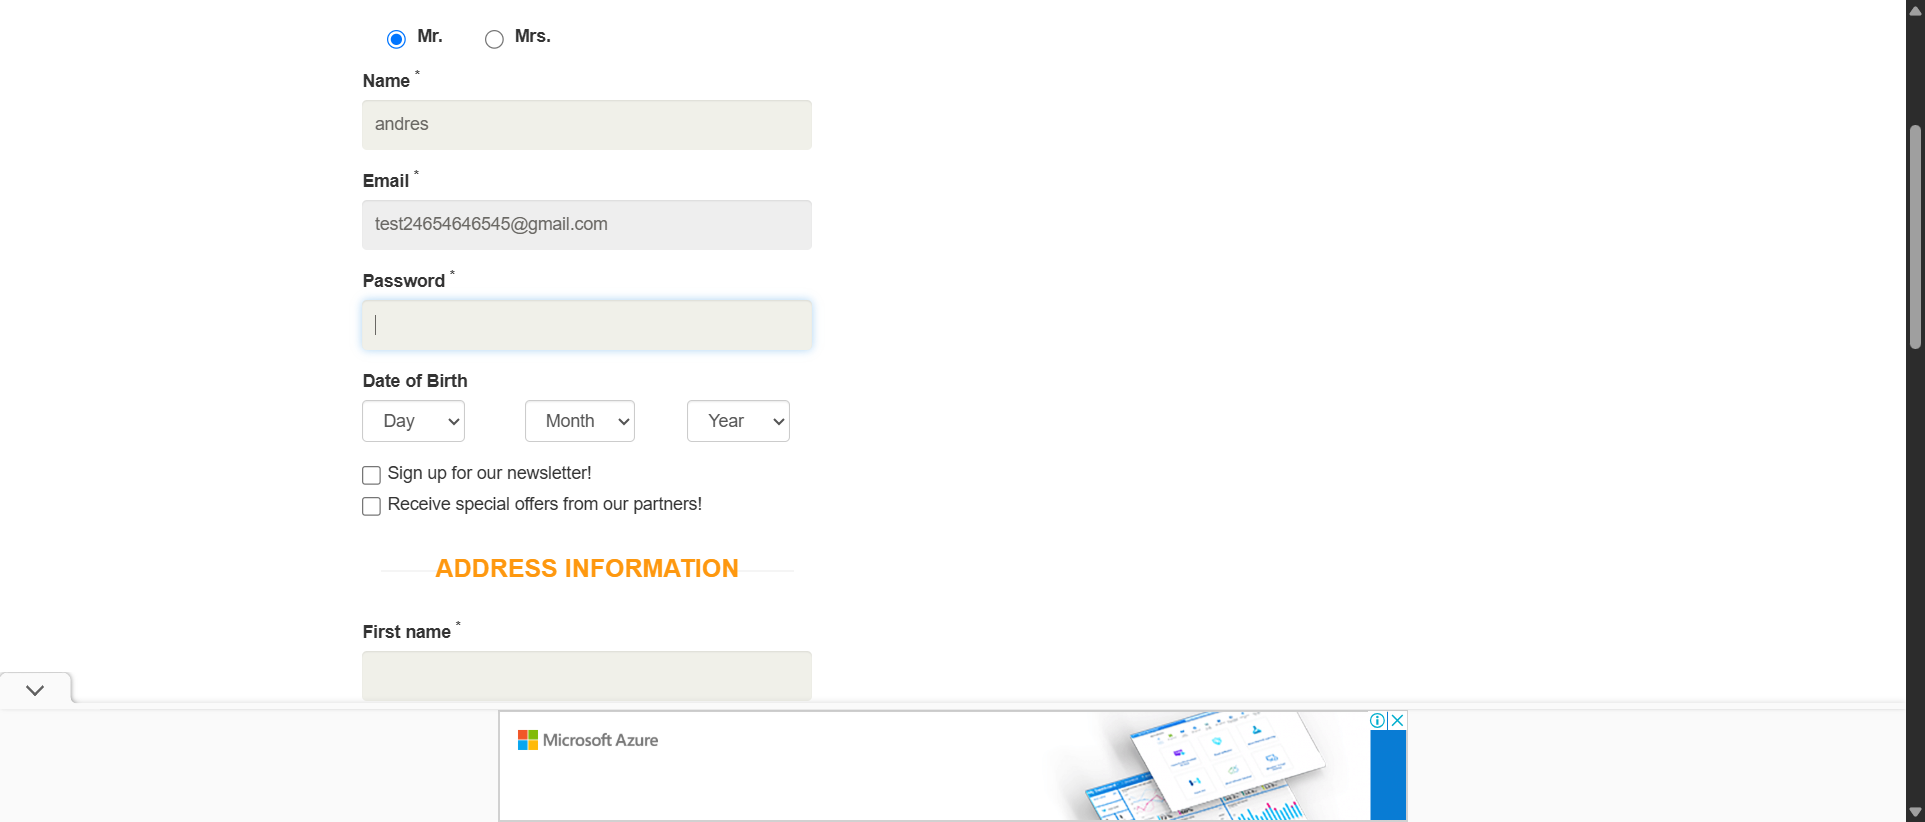 Mr. Mrs.
Name *
andres
Email *
test24654646545@gmail.com
Password *
Date of Birth
Day Month Year
Sign up for our newsletter!
Receive special offers from our partners!
ADDRESS INFORMATION
First name *
Microsoft Azure